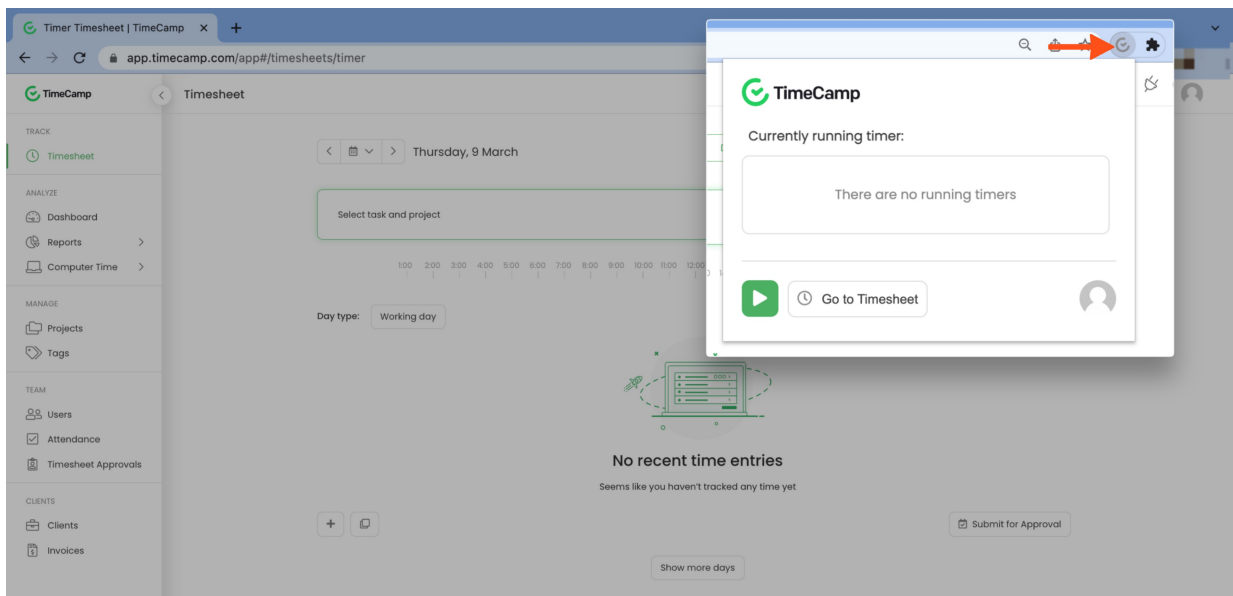 Timer Timesheet | TimeCamp
app.timecamp.com/app#/timesheets/timer
TimeCamp
Timesheet
TRACK
Timesheet
ANALYZE
Dashboard
Reports
Computer Time
MANAGE
Projects
Tags
TEAM
Users
Attendance
Timesheet Approvals
CLIENTS
Clients
Invoices
Thursday, 9 March
Select task and project
1:00 2:00 3:00 4:00 5:00 6:00 7:00 8:00 9:00 10:00 11:00 12:00
Day type: Working day
No recent time entries
Seems like you haven't tracked any time yet
Submit for Approval
Show more days
TimeCamp
Currently running timer:
There are no running timers
Go to Timesheet